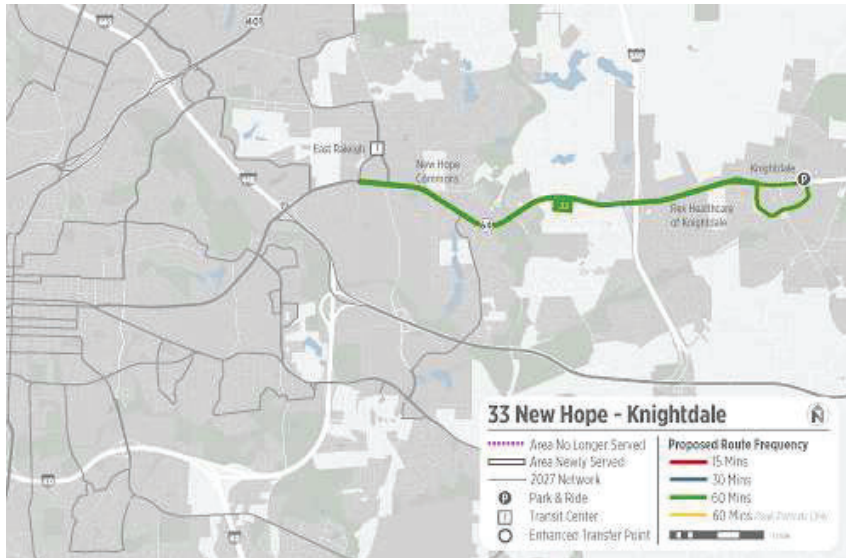 401
East Raleigh
T
New Hope
Commons
Knightdale
P
64
33
Rex Healthcare
of Knightdale
33 New Hope - Knightdale
N
Area No Longer Served
Area Newly Served
2027 Network
P Park & Ride
T Transit Center
Enhanced Transfer Point
Proposed Route Frequency
15 Mins
30 Mins
60 Mins
60 Mins